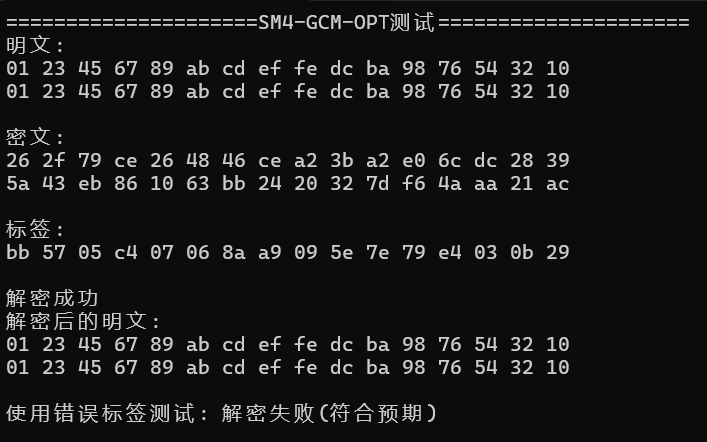 =====================SM4-GCM-OPT测试=====================
明文:
01 23 45 67 89 ab cd ef fe dc ba 98 76 54 32 10
01 23 45 67 89 ab cd ef fe dc ba 98 76 54 32 10
密文:
26 2f 79 ce 26 48 46 ce a2 3b a2 e0 6c dc 28 39
5a 43 eb 86 10 63 bb 24 20 32 7d f6 4a aa 21 ac
标签:
bb 57 05 c4 07 06 8a a9 09 5e 7e 79 e4 03 0b 29
解密成功
解密后的明文:
01 23 45 67 89 ab cd ef fe dc ba 98 76 54 32 10
01 23 45 67 89 ab cd ef fe dc ba 98 76 54 32 10
使用错误标签测试: 解密失败(符合预期)